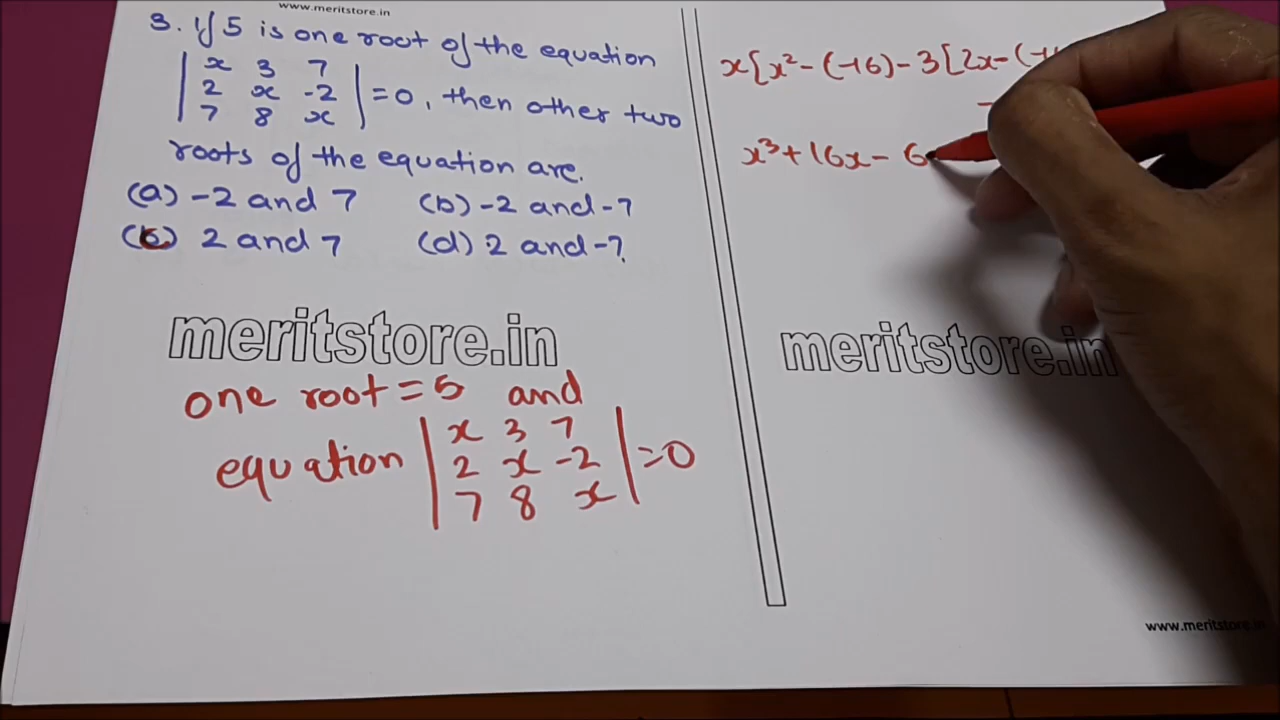 www.meritstore.in
3. If 5 is one root of the equation
| x 3 7 |
| 2 x -2 | = 0, then other two
| 7 8 x |
roots of the equation are.
(a) -2 and 7 (b) -2 and -7
(c) 2 and 7 (d) 2 and -7.
meritstore.in
one root = 5 and
equation | x 3 7 |
| 2 x -2 | = 0
| 7 8 x |
x[x² - (-16) - 3[2x - (-1
x³ + 16x - 6
meritstore.in
www.meritstore.in